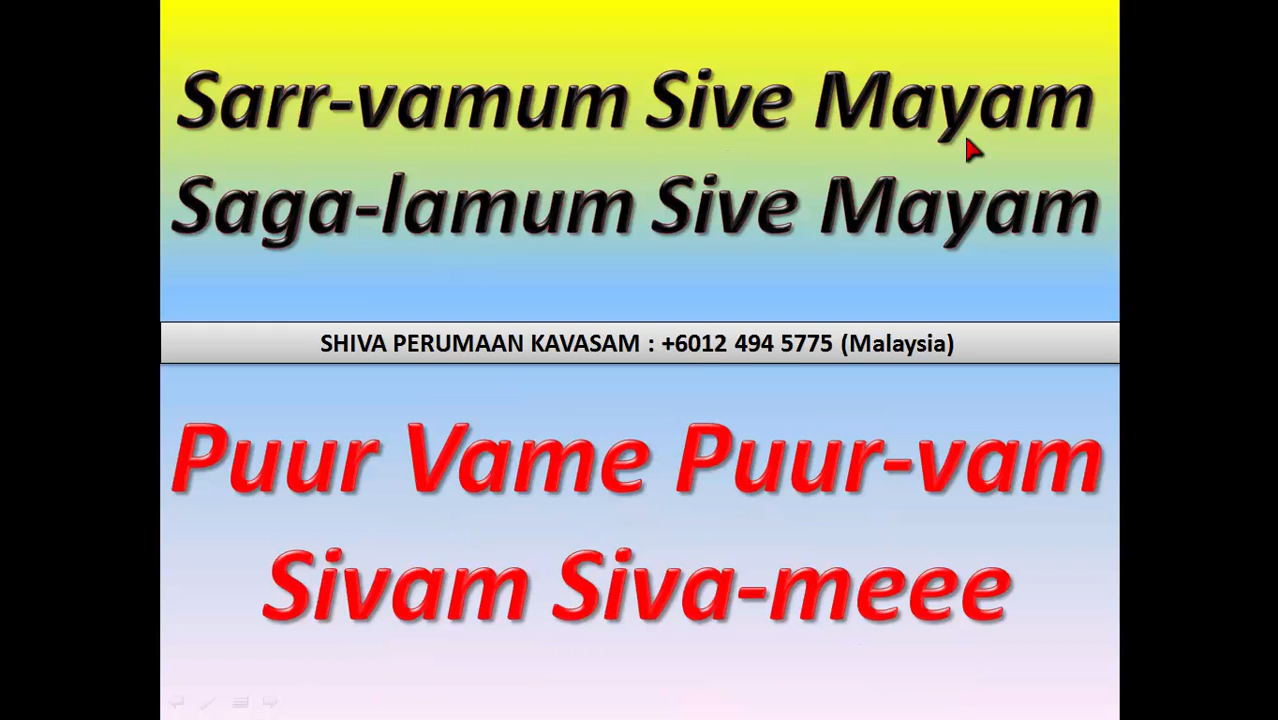 Sarr-vamum Sive Mayam
Saga-lamum Sive Mayam
SHIVA PERUMAAN KAVASAM : +6012 494 5775 (Malaysia)
Puur Vame Puur-vam
Sivam Siva-meee